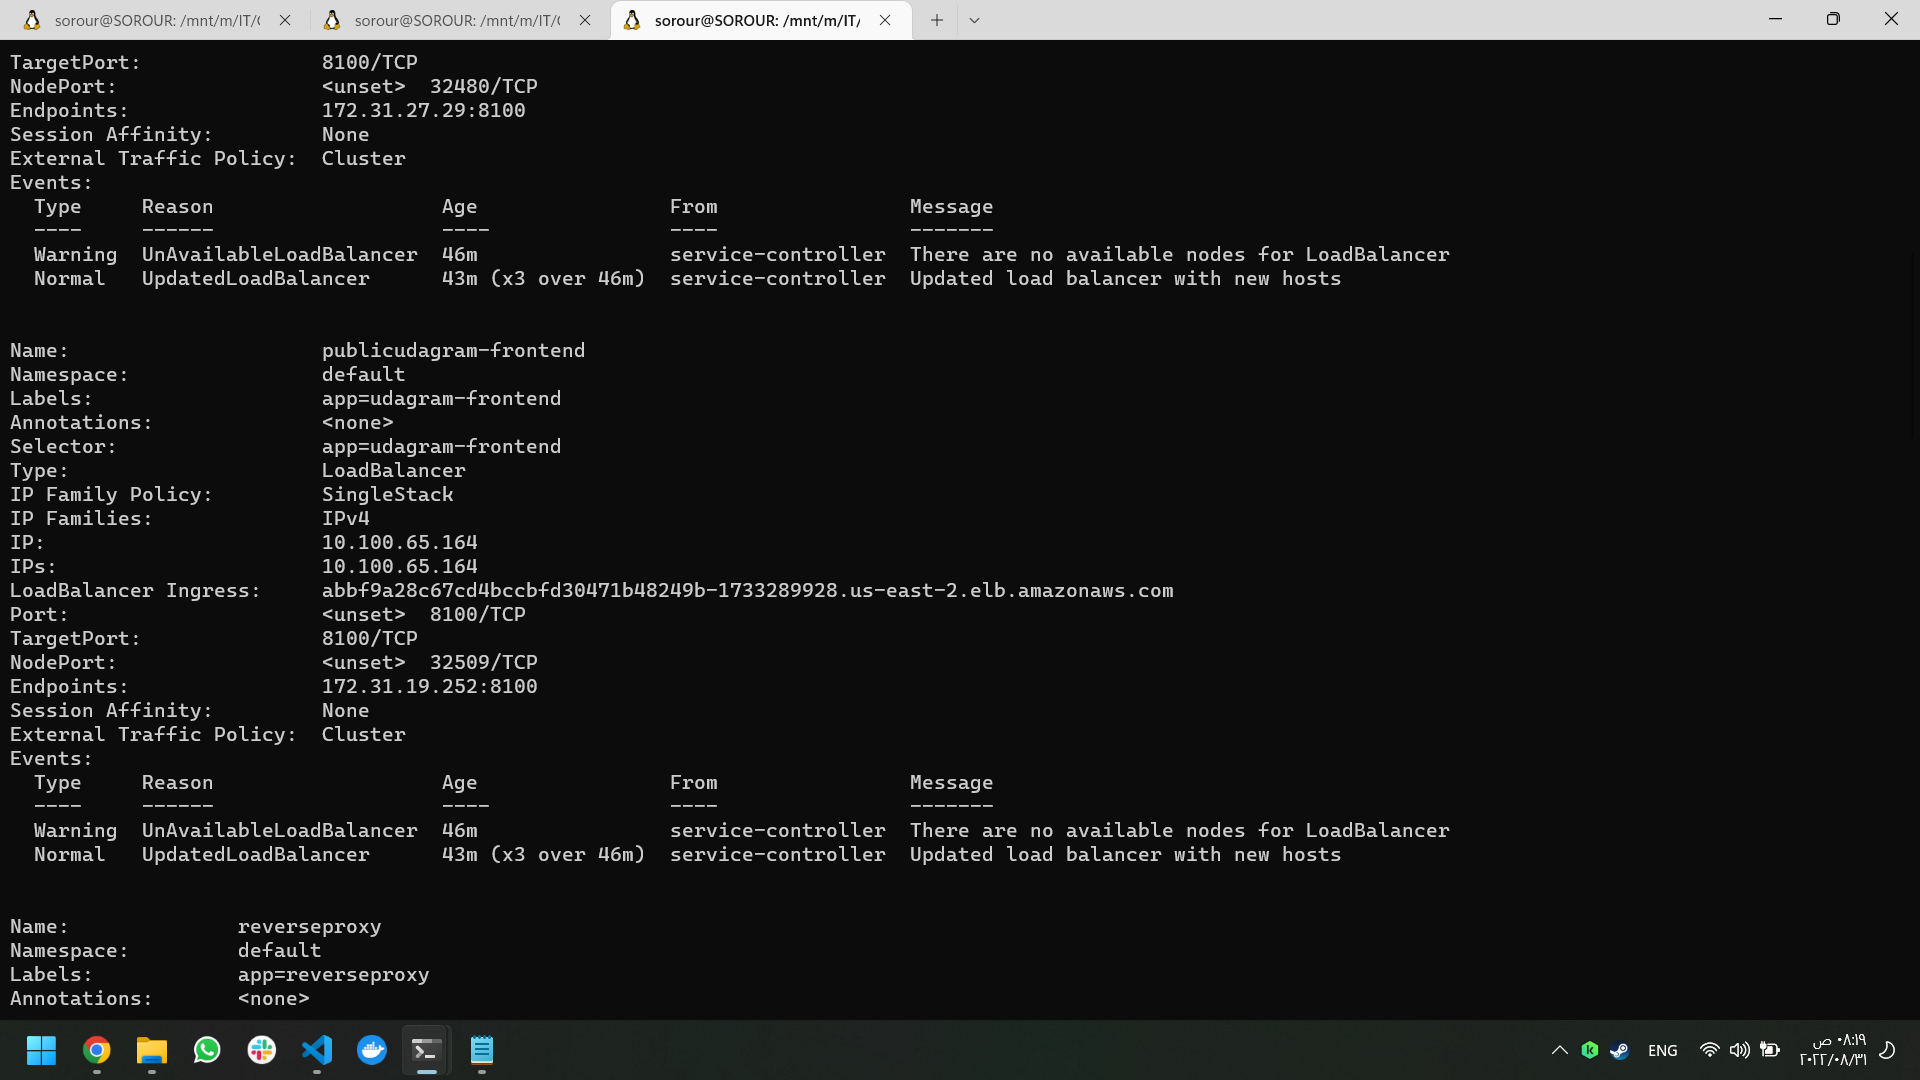 sorour@SOROUR: /mnt/m/IT/
sorour@SOROUR: /mnt/m/IT/
sorour@SOROUR: /mnt/m/IT/
TargetPort: 8100/TCP
NodePort: <unset> 32480/TCP
Endpoints: 172.31.27.29:8100
Session Affinity: None
External Traffic Policy: Cluster
Events:
Type Reason Age From Message
---- ------ ---- ---- -------
Warning UnAvailableLoadBalancer 46m service-controller There are no available nodes for LoadBalancer
Normal UpdatedLoadBalancer 43m (x3 over 46m) service-controller Updated load balancer with new hosts
Name: publicudagram-frontend
Namespace: default
Labels: app=udagram-frontend
Annotations: <none>
Selector: app=udagram-frontend
Type: LoadBalancer
IP Family Policy: SingleStack
IP Families: IPv4
IP: 10.100.65.164
IPs: 10.100.65.164
LoadBalancer Ingress: abbf9a28c67cd4bccbfd30471b48249b-1733289928.us-east-2.elb.amazonaws.com
Port: <unset> 8100/TCP
TargetPort: 8100/TCP
NodePort: <unset> 32509/TCP
Endpoints: 172.31.19.252:8100
Session Affinity: None
External Traffic Policy: Cluster
Events:
Type Reason Age From Message
---- ------ ---- ---- -------
Warning UnAvailableLoadBalancer 46m service-controller There are no available nodes for LoadBalancer
Normal UpdatedLoadBalancer 43m (x3 over 46m) service-controller Updated load balancer with new hosts
Name: reverseproxy
Namespace: default
Labels: app=reverseproxy
Annotations: <none>
ENG
٠٨:١٩ ص
٢٠٢٢/٠٨/٣١